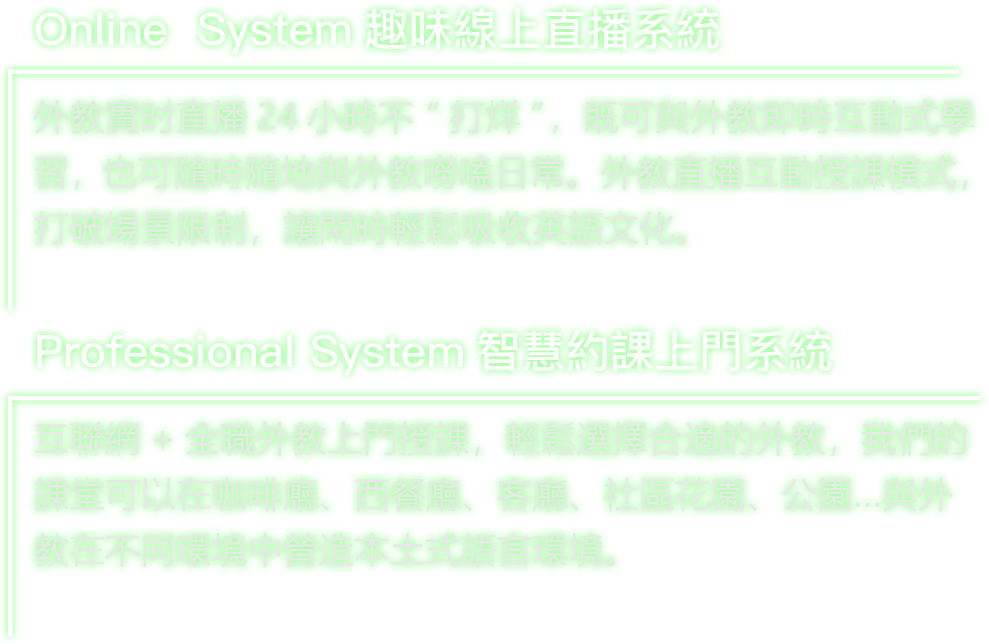 Online System 趣味線上直播系統
外教實时直播 24 小時不 “ 打烊 ”，既可與外教即時互動式學
習，也可隨時隨地與外教嘮嗑日常。外教直播互動授課模式，
打破場景限制，讓閑時輕鬆吸收英語文化。
Professional System 智慧約課上門系統
互聯網 + 全職外教上門授課，輕鬆選擇合適的外教，我們的
課堂可以在咖啡廳、西餐廳、客廳、社區花園、公園...與外
教在不同環境中營造本土式語言環境。